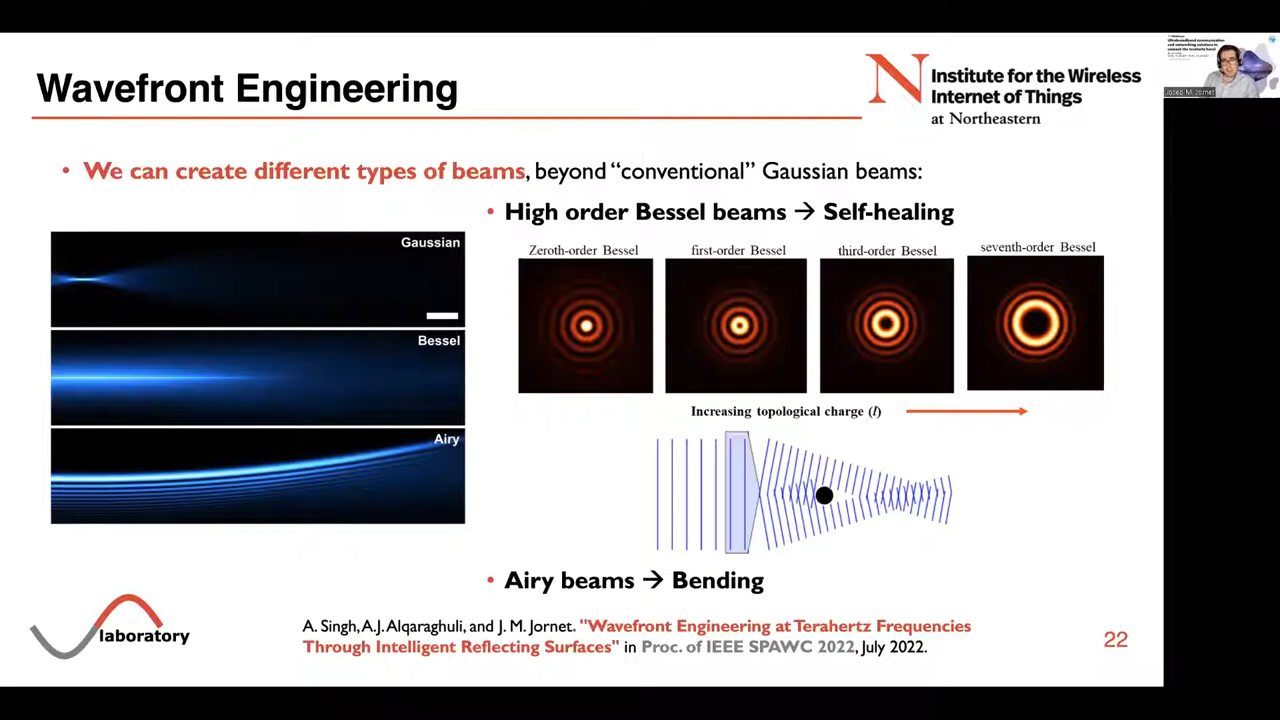 Wavefront Engineering
N
Institute for the Wireless
Internet of Things
at Northeastern
Josep M. Jornet
• We can create different types of beams, beyond “conventional” Gaussian beams:
• High order Bessel beams → Self-healing
Gaussian
Bessel
Airy
Zeroth-order Bessel
first-order Bessel
third-order Bessel
seventh-order Bessel
Increasing topological charge (l)
• Airy beams → Bending
laboratory
A. Singh, A.J. Alqaraghuli, and J. M. Jornet. "Wavefront Engineering at Terahertz Frequencies
Through Intelligent Reflecting Surfaces" in Proc. of IEEE SPAWC 2022, July 2022.
22